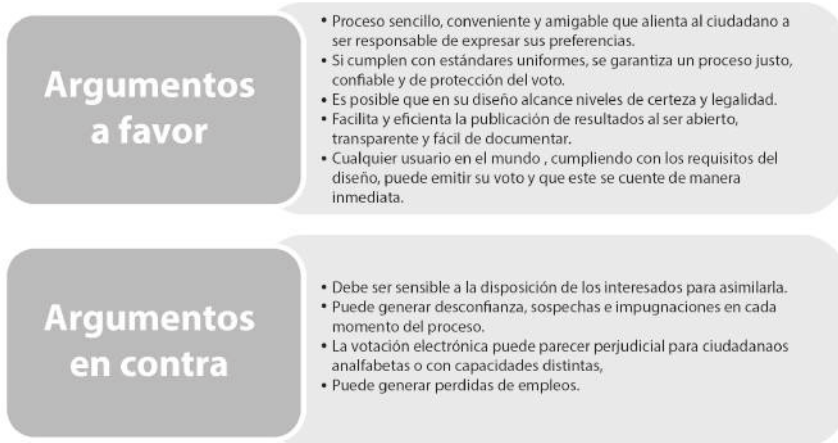 Argumentos
a favor
• Proceso sencillo, conveniente y amigable que alienta al ciudadano a
ser responsable de expresar sus preferencias.
• Si cumplen con estándares uniformes, se garantiza un proceso justo,
confiable y de protección del voto.
• Es posible que en su diseño alcance niveles de certeza y legalidad.
• Facilita y eficienta la publicación de resultados al ser abierto,
transparente y fácil de documentar.
• Cualquier usuario en el mundo , cumpliendo con los requisitos del
diseño, puede emitir su voto y que este se cuente de manera
inmediata.
Argumentos
en contra
• Debe ser sensible a la disposición de los interesados para asimilarla.
• Puede generar desconfianza, sospechas e impugnaciones en cada
momento del proceso.
• La votación electrónica puede parecer perjudicial para ciudadanaos
analfabetas o con capacidades distintas,
• Puede generar perdidas de empleos.